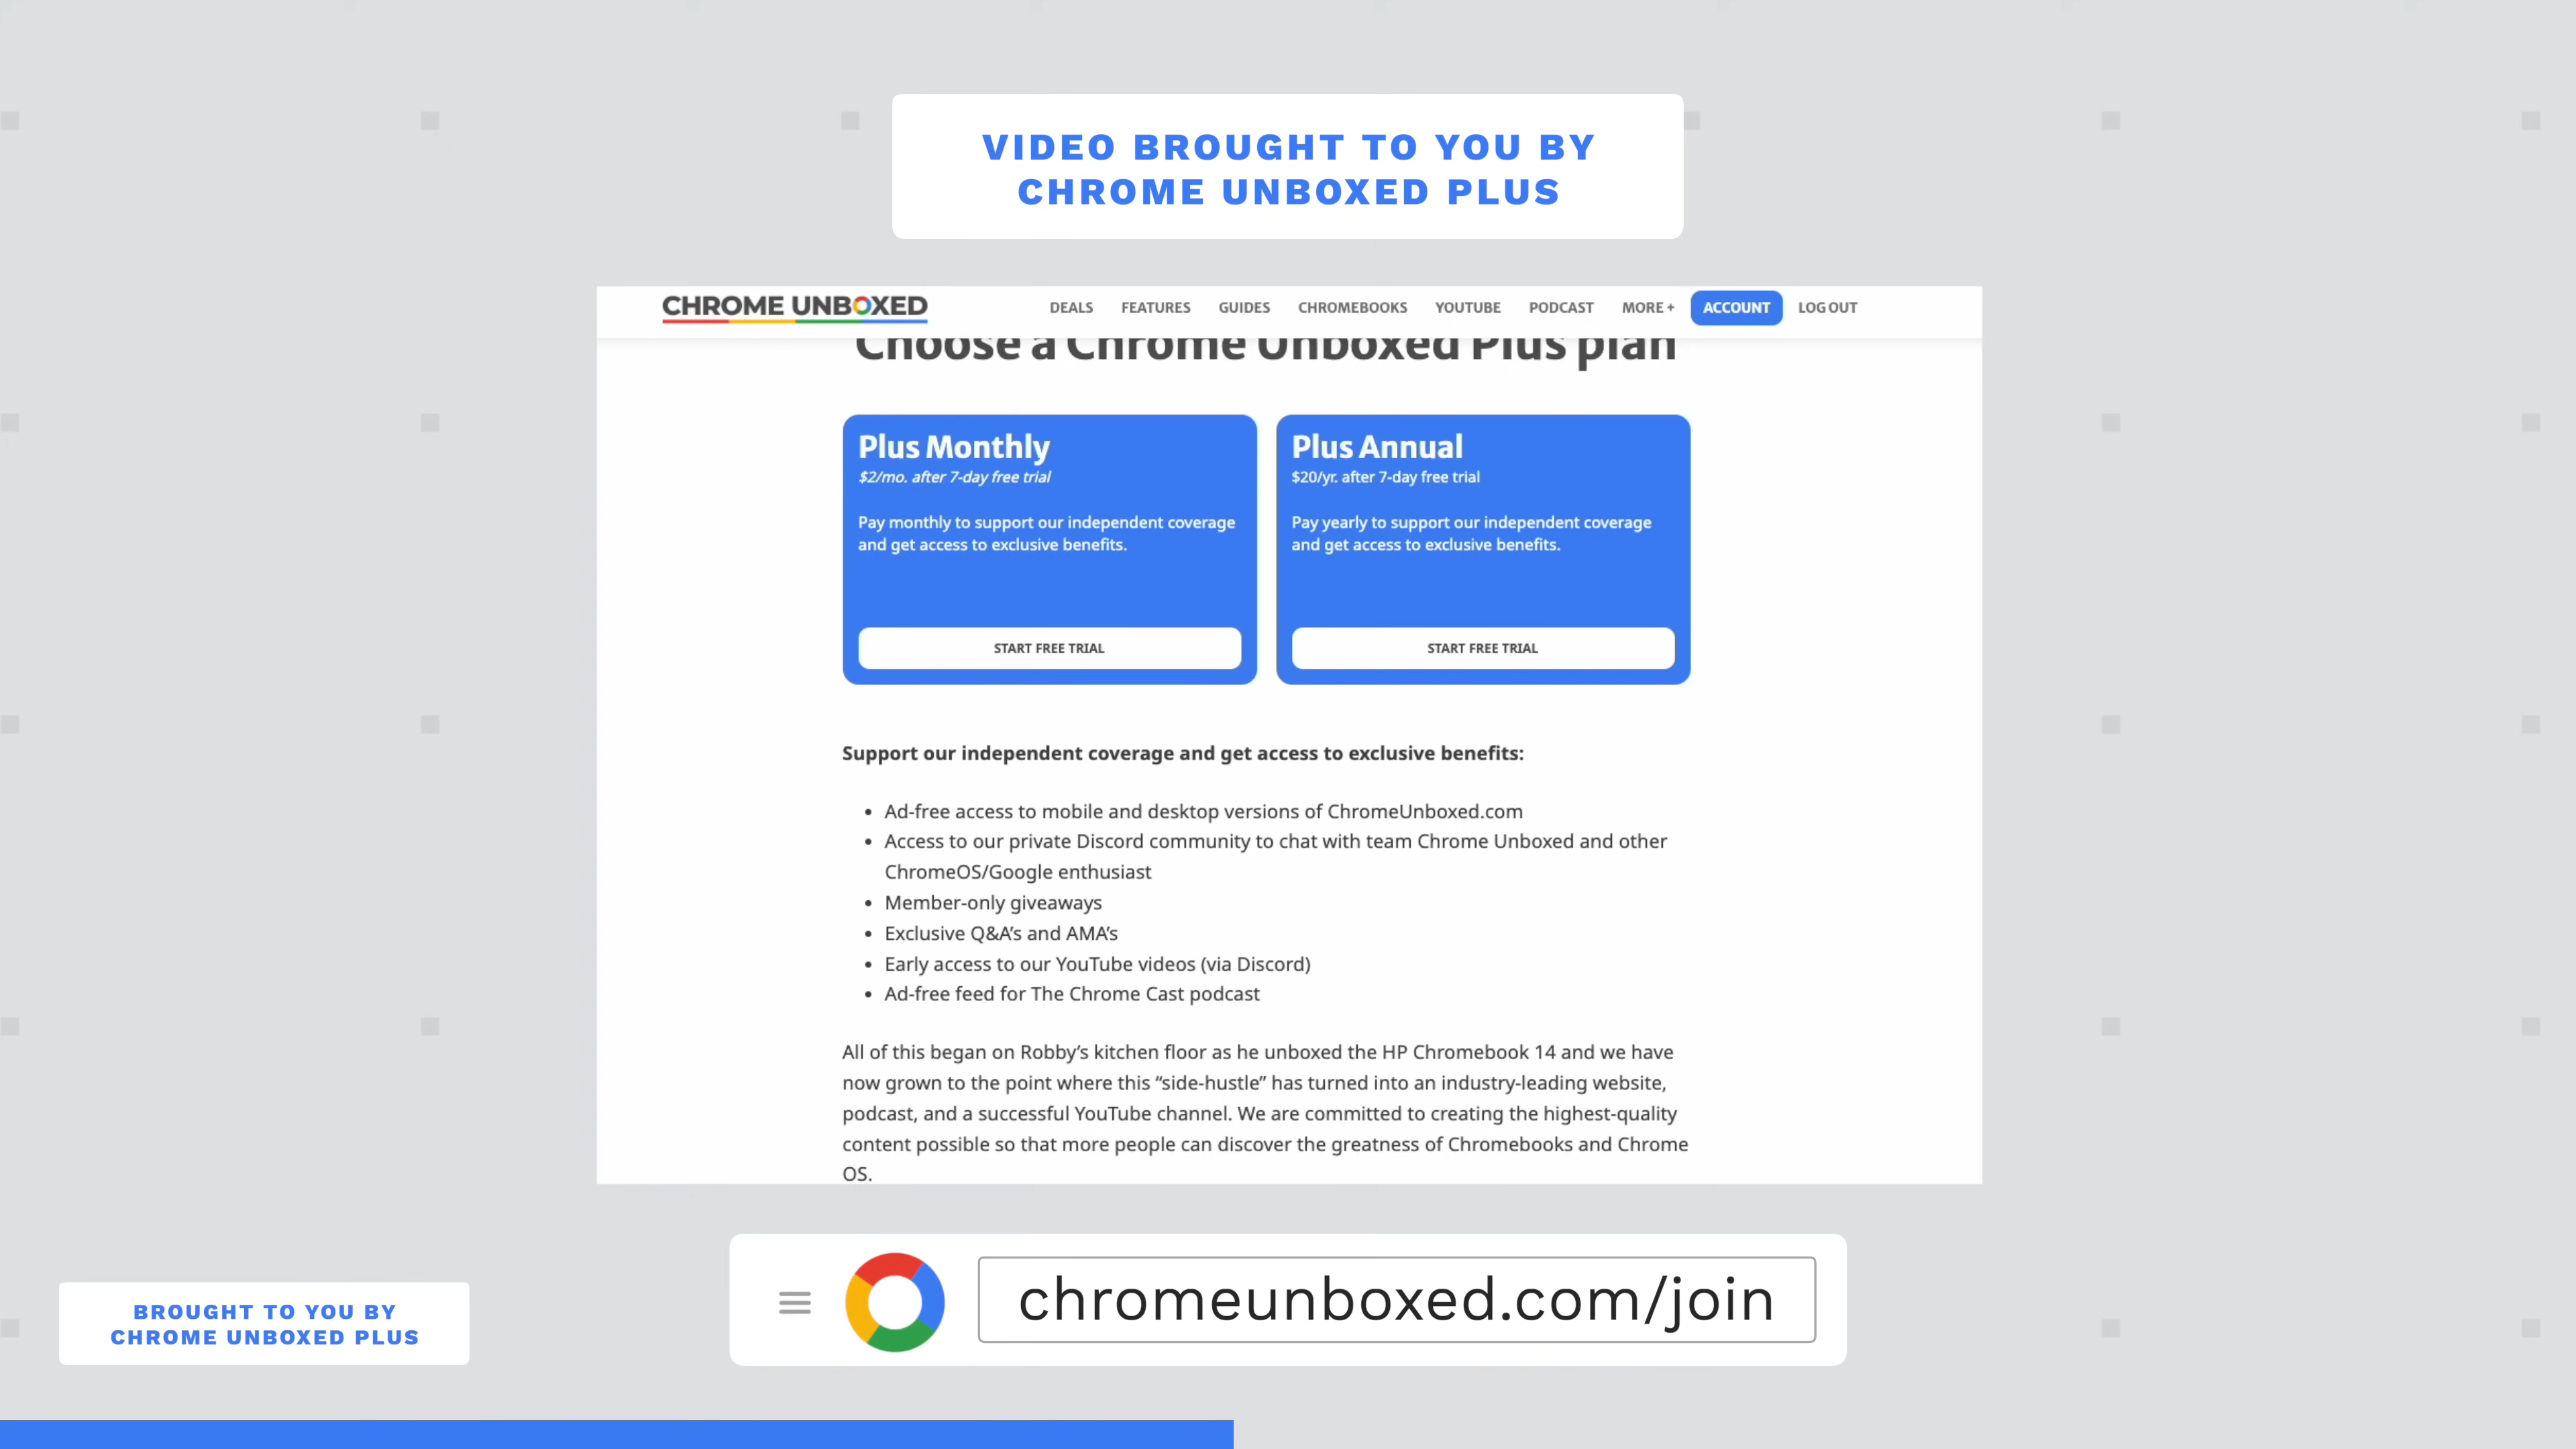 VIDEO BROUGHT TO YOU BY
CHROME UNBOXED PLUS
CHROME UNBOXED
DEALS FEATURES GUIDES CHROMEBOOKS YOUTUBE PODCAST MORE + ACCOUNT LOG OUT
Choose a Chrome Unboxed Plus plan
Plus Monthly
$2/mo. after 7-day free trial
Pay monthly to support our independent coverage
and get access to exclusive benefits.
START FREE TRIAL
Plus Annual
$20/yr. after 7-day free trial
Pay yearly to support our independent coverage
and get access to exclusive benefits.
START FREE TRIAL
Support our independent coverage and get access to exclusive benefits:
• Ad-free access to mobile and desktop versions of ChromeUnboxed.com
• Access to our private Discord community to chat with team Chrome Unboxed and other
ChromeOS/Google enthusiast
• Member-only giveaways
• Exclusive Q&A’s and AMA’s
• Early access to our YouTube videos (via Discord)
• Ad-free feed for The Chrome Cast podcast
All of this began on Robby’s kitchen floor as he unboxed the HP Chromebook 14 and we have
now grown to the point where this “side-hustle” has turned into an industry-leading website,
podcast, and a successful YouTube channel. We are committed to creating the highest-quality
content possible so that more people can discover the greatness of Chromebooks and Chrome
OS.
chromeunboxed.com/join
BROUGHT TO YOU BY
CHROME UNBOXED PLUS